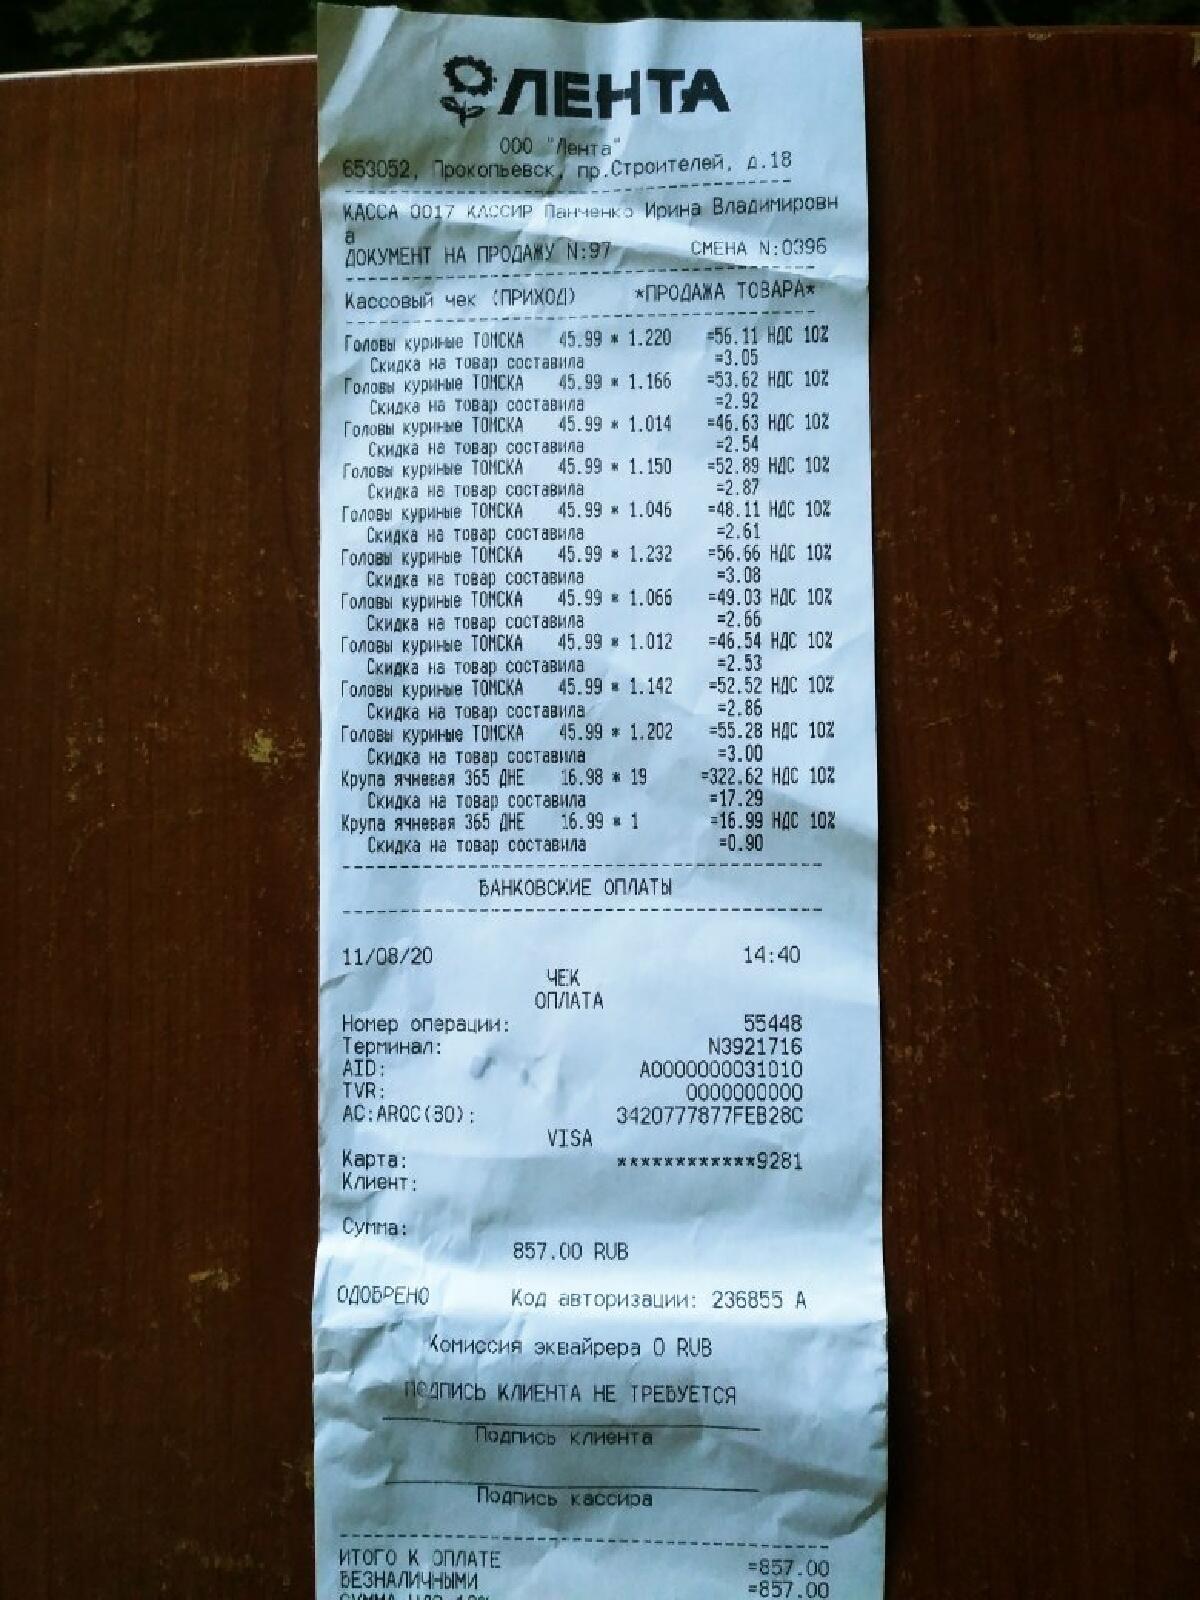 ЛЕНТА
ООО "Лента"
653052, Прокопьевск, пр.Строителей, д.18
КАССА 0017 КАССИР Панченко Ирина Владимировн
а
ДОКУМЕНТ НА ПРОДАЖУ N:97 СМЕНА N:0396
Кассовый чек (ПРИХОД) *ПРОДАЖА ТОВАРА*
Головы куриные ТОМСКА 45.99 * 1.220 =56.11 НДС 10%
Скидка на товар составила =3.05
Головы куриные ТОМСКА 45.99 * 1.166 =53.62 НДС 10%
Скидка на товар составила =2.92
Головы куриные ТОМСКА 45.99 * 1.014 =46.63 НДС 10%
Скидка на товар составила =2.54
Головы куриные ТОМСКА 45.99 * 1.150 =52.89 НДС 10%
Скидка на товар составила =2.87
Головы куриные ТОМСКА 45.99 * 1.046 =48.11 НДС 10%
Скидка на товар составила =2.61
Головы куриные ТОМСКА 45.99 * 1.232 =56.66 НДС 10%
Скидка на товар составила =3.08
Головы куриные ТОМСКА 45.99 * 1.066 =49.03 НДС 10%
Скидка на товар составила =2.66
Головы куриные ТОМСКА 45.99 * 1.012 =46.54 НДС 10%
Скидка на товар составила =2.53
Головы куриные ТОМСКА 45.99 * 1.142 =52.52 НДС 10%
Скидка на товар составила =2.86
Головы куриные ТОМСКА 45.99 * 1.202 =55.28 НДС 10%
Скидка на товар составила =3.00
Крупа ячневая 365 ДНЕ 16.98 * 19 =322.62 НДС 10%
Скидка на товар составила =17.29
Крупа ячневая 365 ДНЕ 16.99 * 1 =16.99 НДС 10%
Скидка на товар составила =0.90
БАНКОВСКИЕ ОПЛАТЫ
11/08/20 14:40
ЧЕК
ОПЛАТА
Номер операции: 55448
Терминал: N3921716
AID: A0000000031010
TVR: 0000000000
AC:ARQC(80): 3420777877FEB28C
VISA
Карта: ************9281
Клиент:
Сумма:
857.00 RUB
ОДОБРЕНО Код авторизации: 236855 А
Комиссия эквайрера 0 RUB
ПОДПИСЬ КЛИЕНТА НЕ ТРЕБУЕТСЯ
Подпись клиента
Подпись кассира
ИТОГО К ОПЛАТЕ =857.00
БЕЗНАЛИЧНЫМИ =857.00